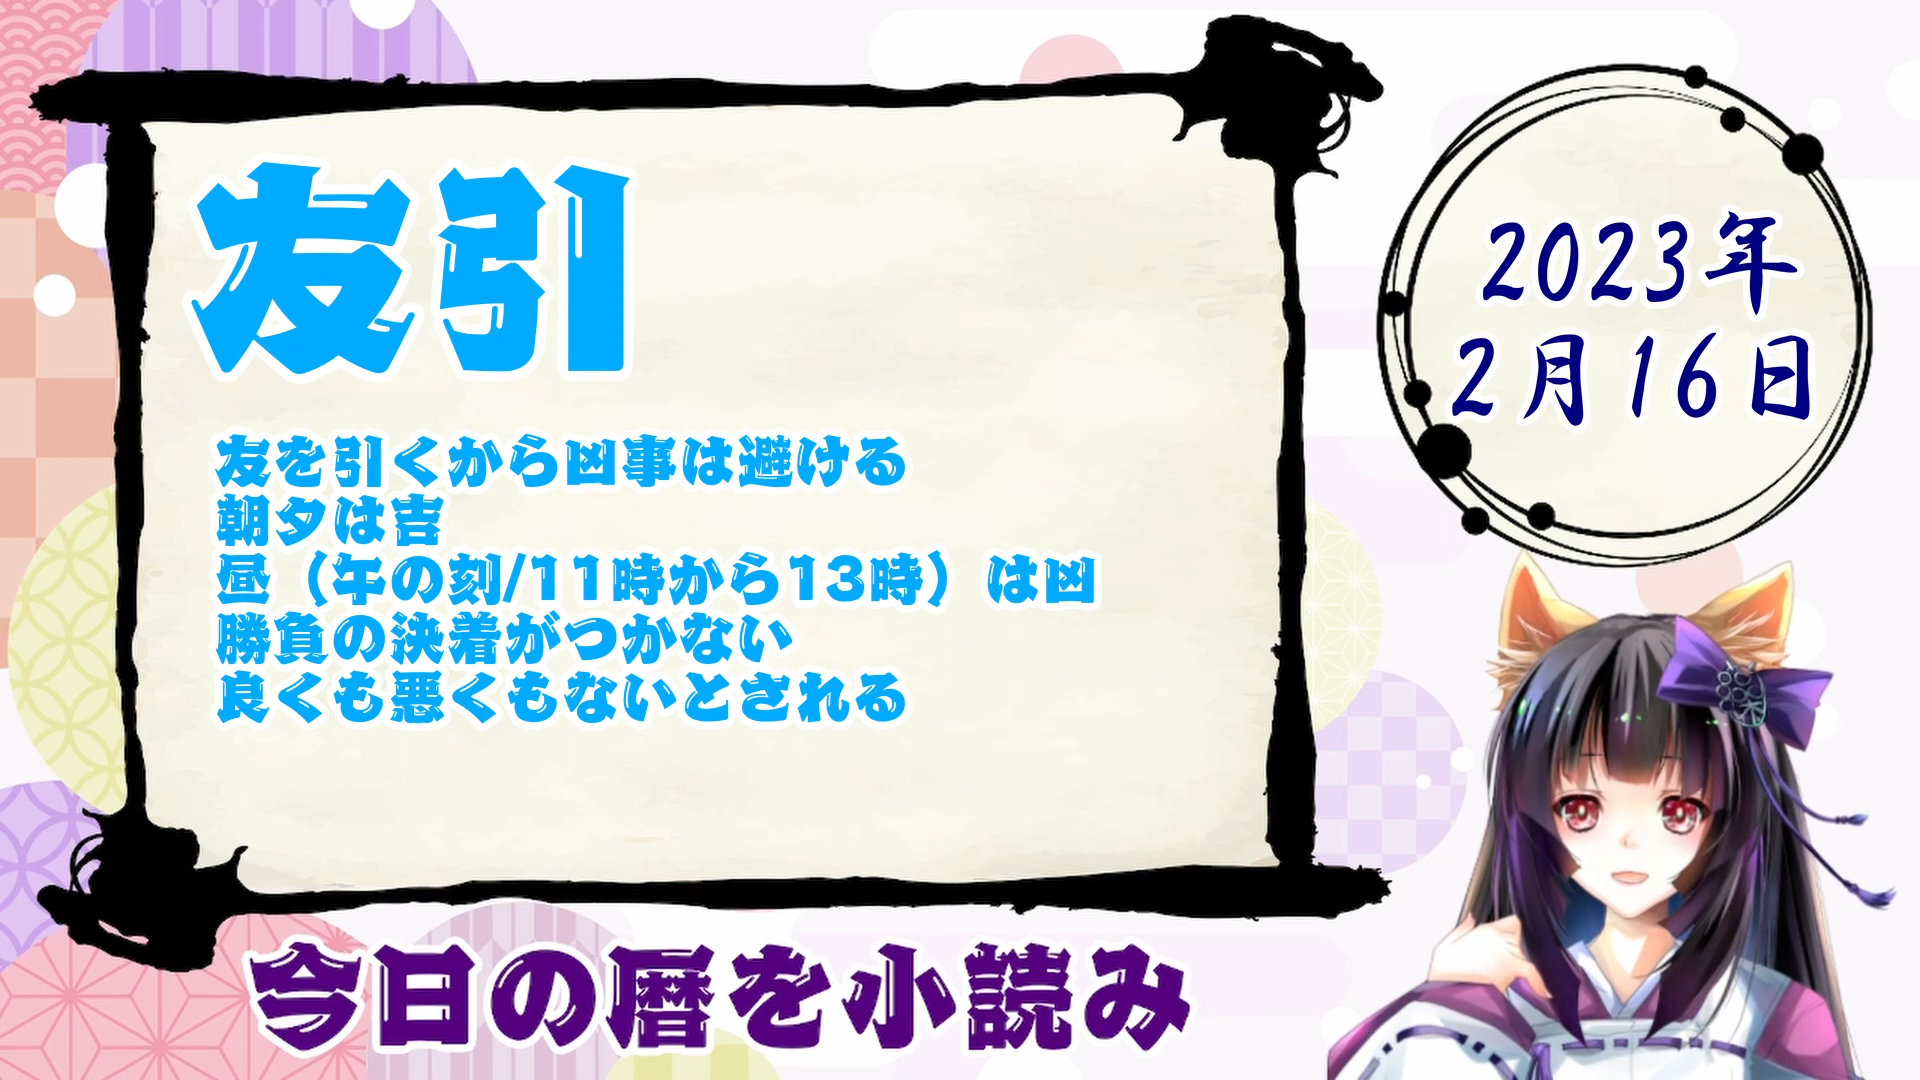 友引
友を引くから凶事は避ける
朝夕は吉
昼（午の刻/11時から13時）は凶
勝負の決着がつかない
良くも悪くもないとされる
2023年
2月16日
今日の暦を小読み